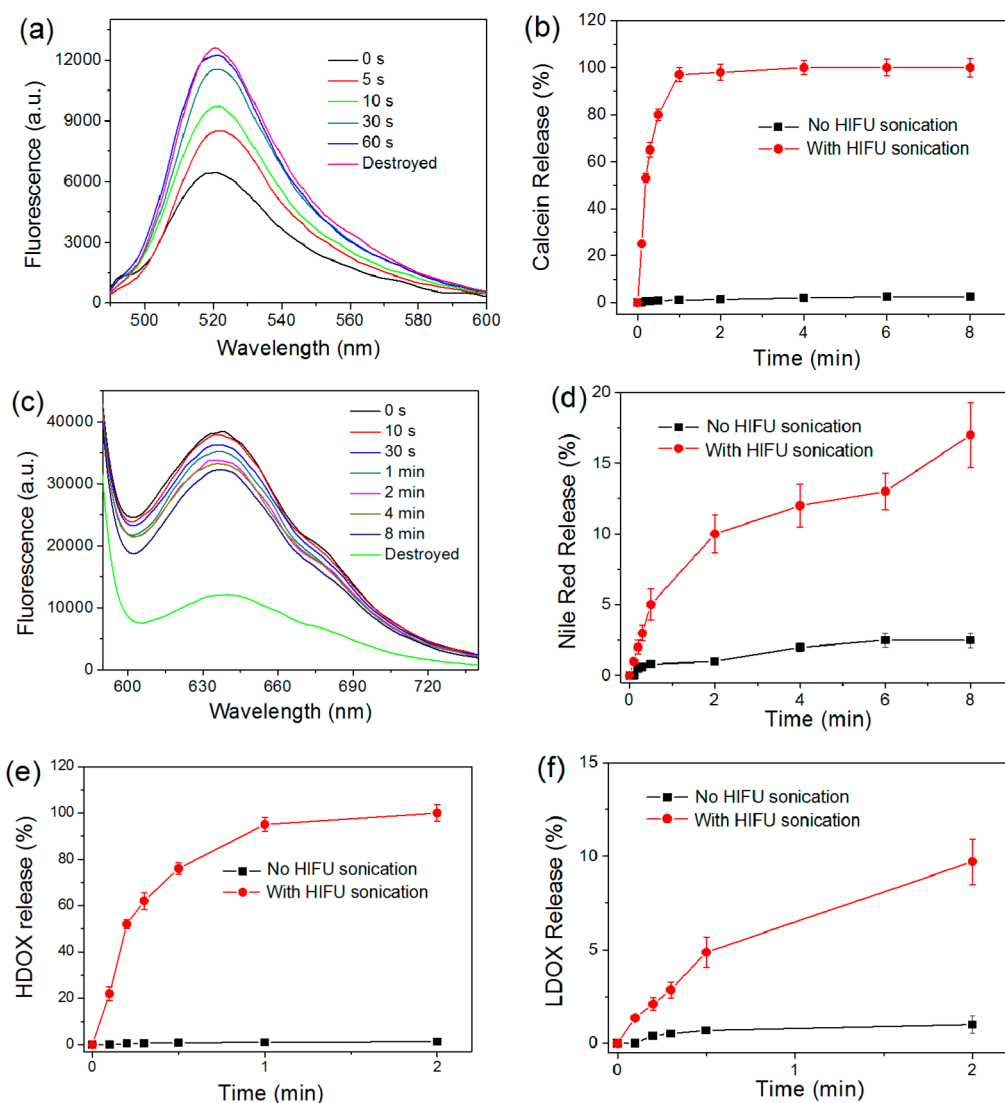 (a)
Fluorescence (a.u.)
12000
9000
6000
3000
0
0 s
5 s
10 s
30 s
60 s
Destroyed
500 520 540 560 580 600
Wavelength (nm)
(b)
Calcein Release (%)
120
100
80
60
40
20
0
No HIFU sonication
With HIFU sonication
0 2 4 6 8
Time (min)
(c)
Fluorescence (a.u.)
40000
30000
20000
10000
0
0 s
10 s
30 s
1 min
2 min
4 min
8 min
Destroyed
600 630 660 690 720
Wavelength (nm)
(d)
Nile Red Release (%)
20
15
10
5
0
No HIFU sonication
With HIFU sonication
0 2 4 6 8
Time (min)
(e)
HDOX release (%)
120
100
80
60
40
20
0
No HIFU sonication
With HIFU sonication
0 1 2
Time (min)
(f)
LDOX Release (%)
15
10
5
0
No HIFU sonication
With HIFU sonication
0 1 2
Time (min)